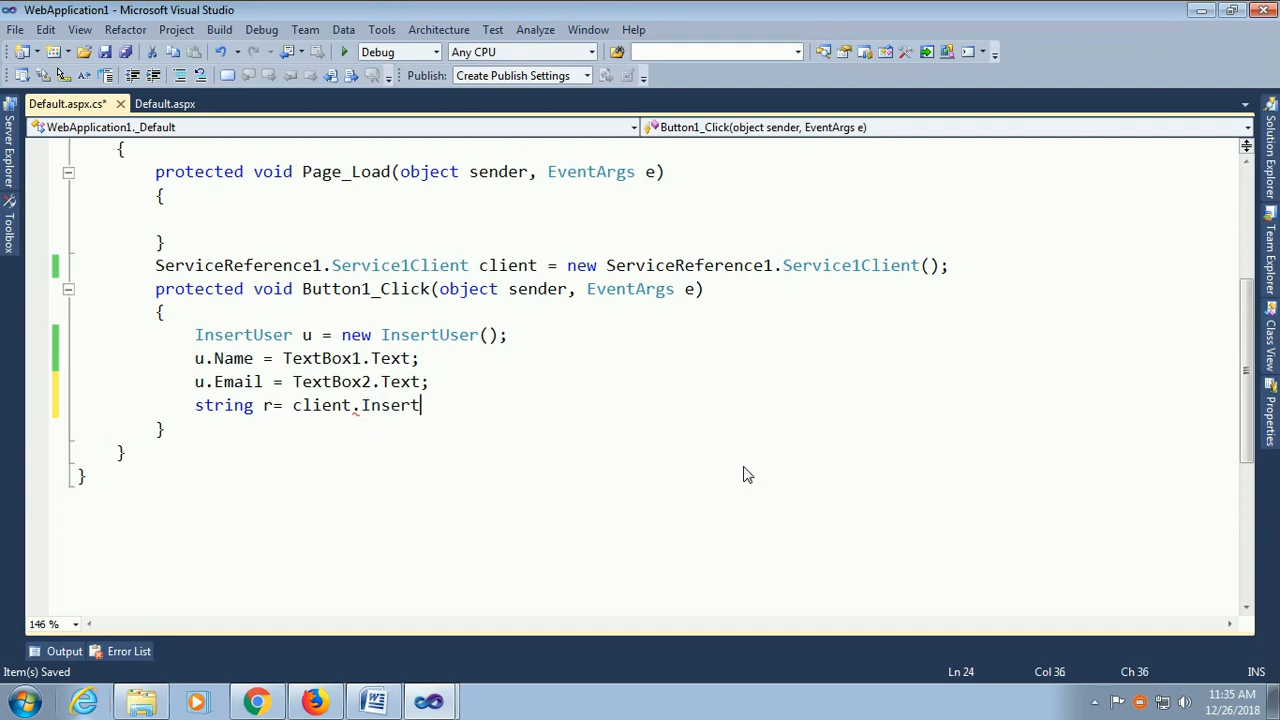 WebApplication1 - Microsoft Visual Studio
File Edit View Refactor Project Build Debug Team Data Tools Architecture Test Analyze Window Help
Debug Any CPU
Publish: Create Publish Settings
Default.aspx.cs* Default.aspx
WebApplication1._Default Button1_Click(object sender, EventArgs e)
{
protected void Page_Load(object sender, EventArgs e)
{
}
ServiceReference1.Service1Client client = new ServiceReference1.Service1Client();
protected void Button1_Click(object sender, EventArgs e)
{
InsertUser u = new InsertUser();
u.Name = TextBox1.Text;
u.Email = TextBox2.Text;
string r= client.Insert
}
}
}
Server Explorer
Toolbox
Solution Explorer
Team Explorer
Class View
Properties
146 %
Output Error List
Item(s) Saved Ln 24 Col 36 Ch 36 INS
11:35 AM
12/26/2018